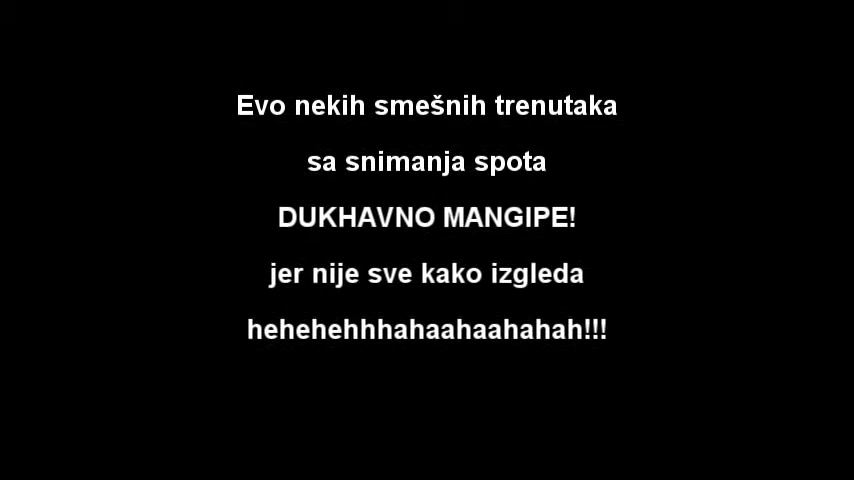 Evo nekih smešnih trenutaka
sa snimanja spota
DUKHAVNO MANGIPE!
jer nije sve kako izgleda
hehehehhhahaahaahahah!!!